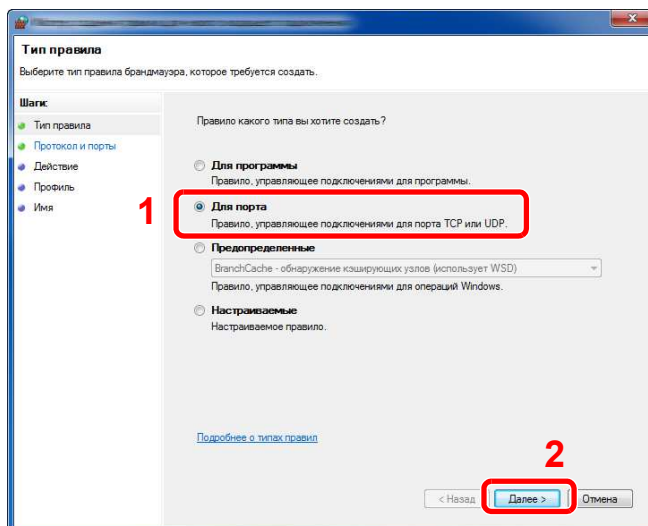 Тип правила
Выберите тип правила брандмауэра, которое требуется создать.
Шаги:
Тип правила
Протокол и порты
Действие
Профиль
Имя
Правило какого типа вы хотите создать?
Для программы
Правило, управляющее подключениями для программы.
1
Для порта
Правило, управляющее подключениями для порта TCP или UDP.
Предопределенные
BranchCache - обнаружение кэширующих узлов (использует WSD)
Правило, управляющее подключениями для операций Windows.
Настраиваемые
Настраиваемое правило.
Подробнее о типах правил
2
< Назад
Далее >
Отмена